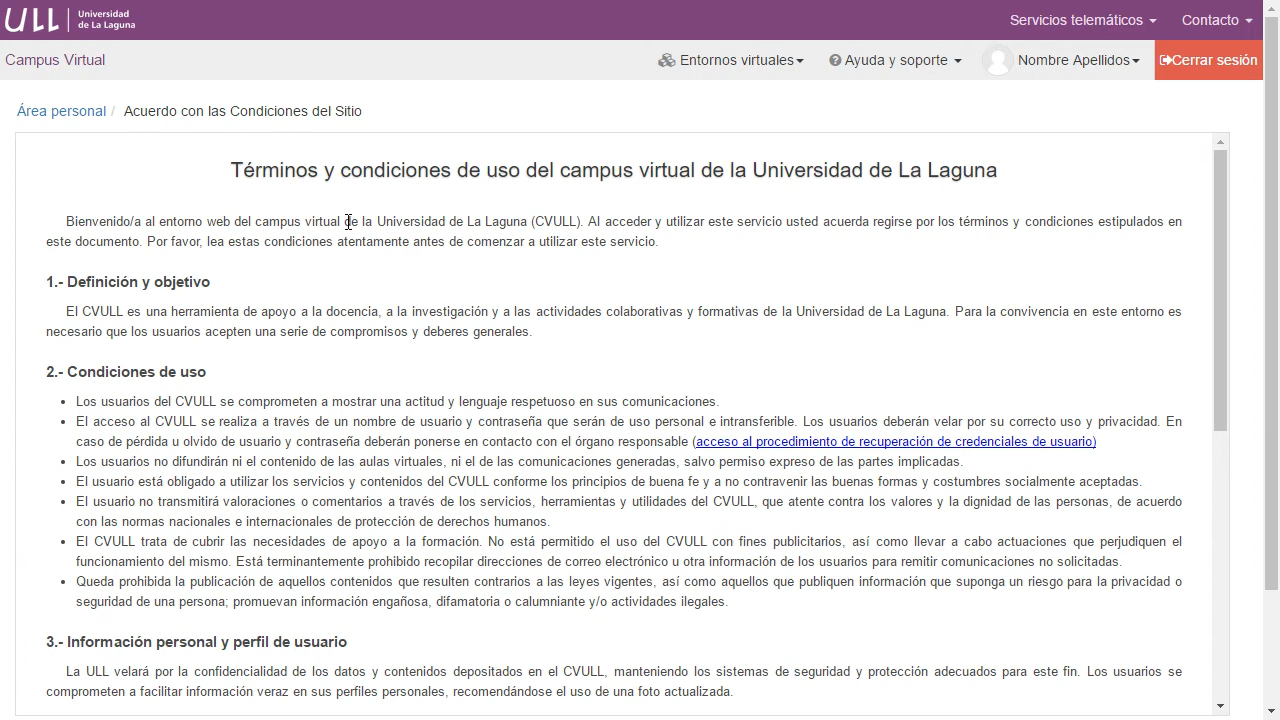 ULL Universidad de La Laguna
Servicios telemáticos Contacto
Campus Virtual Entornos virtuales Ayuda y soporte Nombre Apellidos Cerrar sesión
Área personal / Acuerdo con las Condiciones del Sitio
Términos y condiciones de uso del campus virtual de la Universidad de La Laguna
Bienvenido/a al entorno web del campus virtual de la Universidad de La Laguna (CVULL). Al acceder y utilizar este servicio usted acuerda regirse por los términos y condiciones estipulados en
este documento. Por favor, lea estas condiciones atentamente antes de comenzar a utilizar este servicio.
1.- Definición y objetivo
El CVULL es una herramienta de apoyo a la docencia, a la investigación y a las actividades colaborativas y formativas de la Universidad de La Laguna. Para la convivencia en este entorno es
necesario que los usuarios acepten una serie de compromisos y deberes generales.
2.- Condiciones de uso
• Los usuarios del CVULL se comprometen a mostrar una actitud y lenguaje respetuoso en sus comunicaciones.
• El acceso al CVULL se realiza a través de un nombre de usuario y contraseña que serán de uso personal e intransferible. Los usuarios deberán velar por su correcto uso y privacidad. En
caso de pérdida u olvido de usuario y contraseña deberán ponerse en contacto con el órgano responsable (acceso al procedimiento de recuperación de credenciales de usuario)
• Los usuarios no difundirán ni el contenido de las aulas virtuales, ni el de las comunicaciones generadas, salvo permiso expreso de las partes implicadas.
• El usuario está obligado a utilizar los servicios y contenidos del CVULL conforme los principios de buena fe y a no contravenir las buenas formas y costumbres socialmente aceptadas.
• El usuario no transmitirá valoraciones o comentarios a través de los servicios, herramientas y utilidades del CVULL, que atente contra los valores y la dignidad de las personas, de acuerdo
con las normas nacionales e internacionales de protección de derechos humanos.
• El CVULL trata de cubrir las necesidades de apoyo a la formación. No está permitido el uso del CVULL con fines publicitarios, así como llevar a cabo actuaciones que perjudiquen el
funcionamiento del mismo. Está terminantemente prohibido recopilar direcciones de correo electrónico u otra información de los usuarios para remitir comunicaciones no solicitadas.
• Queda prohibida la publicación de aquellos contenidos que resulten contrarios a las leyes vigentes, así como aquellos que publiquen información que suponga un riesgo para la privacidad o
seguridad de una persona; promuevan información engañosa, difamatoria o calumniante y/o actividades ilegales.
3.- Información personal y perfil de usuario
La ULL velará por la confidencialidad de los datos y contenidos depositados en el CVULL, manteniendo los sistemas de seguridad y protección adecuados para este fin. Los usuarios se
comprometen a facilitar información veraz en sus perfiles personales, recomendándose el uso de una foto actualizada.